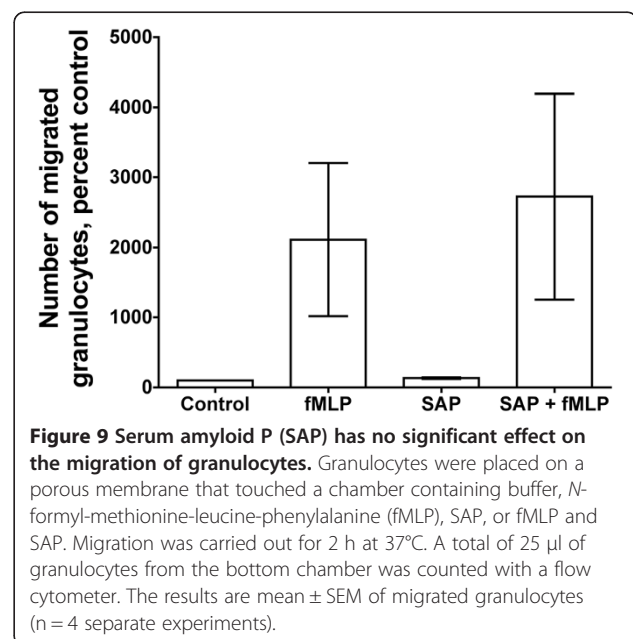 Number of migrated
granulocytes, percent control
5000
4000
3000
2000
1000
0
Control fMLP SAP SAP + fMLP
Figure 9 Serum amyloid P (SAP) has no significant effect on
the migration of granulocytes. Granulocytes were placed on a
porous membrane that touched a chamber containing buffer, N-
formyl-methionine-leucine-phenylalanine (fMLP), SAP, or fMLP and
SAP. Migration was carried out for 2 h at 37°C. A total of 25 μl of
granulocytes from the bottom chamber was counted with a flow
cytometer. The results are mean ± SEM of migrated granulocytes
(n = 4 separate experiments).